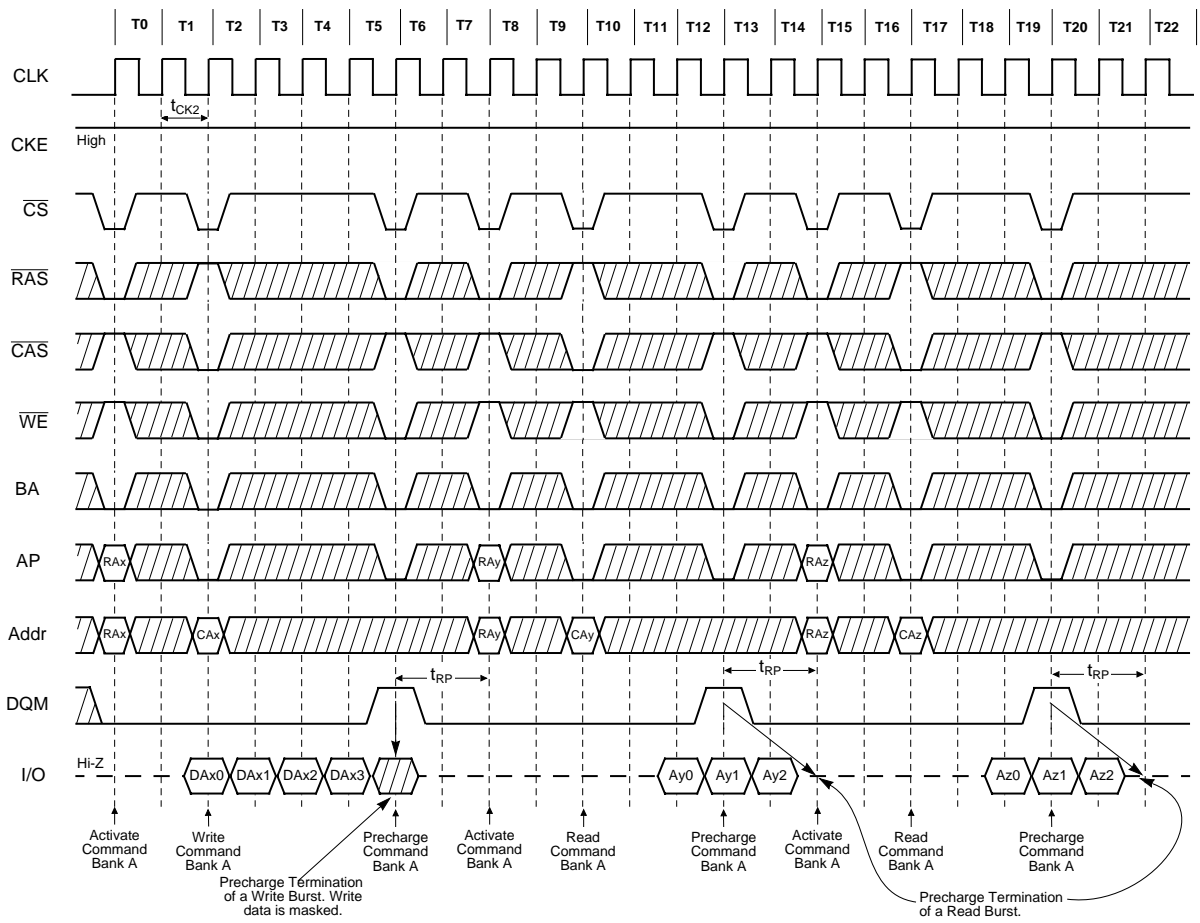 T0 T1 T2 T3 T4 T5 T6 T7 T8 T9 T10 T11 T12 T13 T14 T15 T16 T17 T18 T19 T20 T21 T22
CLK
tCK2
CKE
High
CS
RAS
CAS
WE
BA
AP
RAx RAy RAz
Addr
RAx CAx RAy CAy RAz CAz
tRP tRP tRP
DQM
I/O
Hi-Z
DAx0 DAx1 DAx2 DAx3 Ay0 Ay1 Ay2 Az0 Az1 Az2
Activate
Command
Bank A
Write
Command
Bank A
Precharge
Command
Bank A
Activate
Command
Bank A
Read
Command
Bank A
Precharge
Command
Bank A
Activate
Command
Bank A
Read
Command
Bank A
Precharge
Command
Bank A
Precharge Termination
of a Write Burst. Write
data is masked.
Precharge Termination
of a Read Burst.